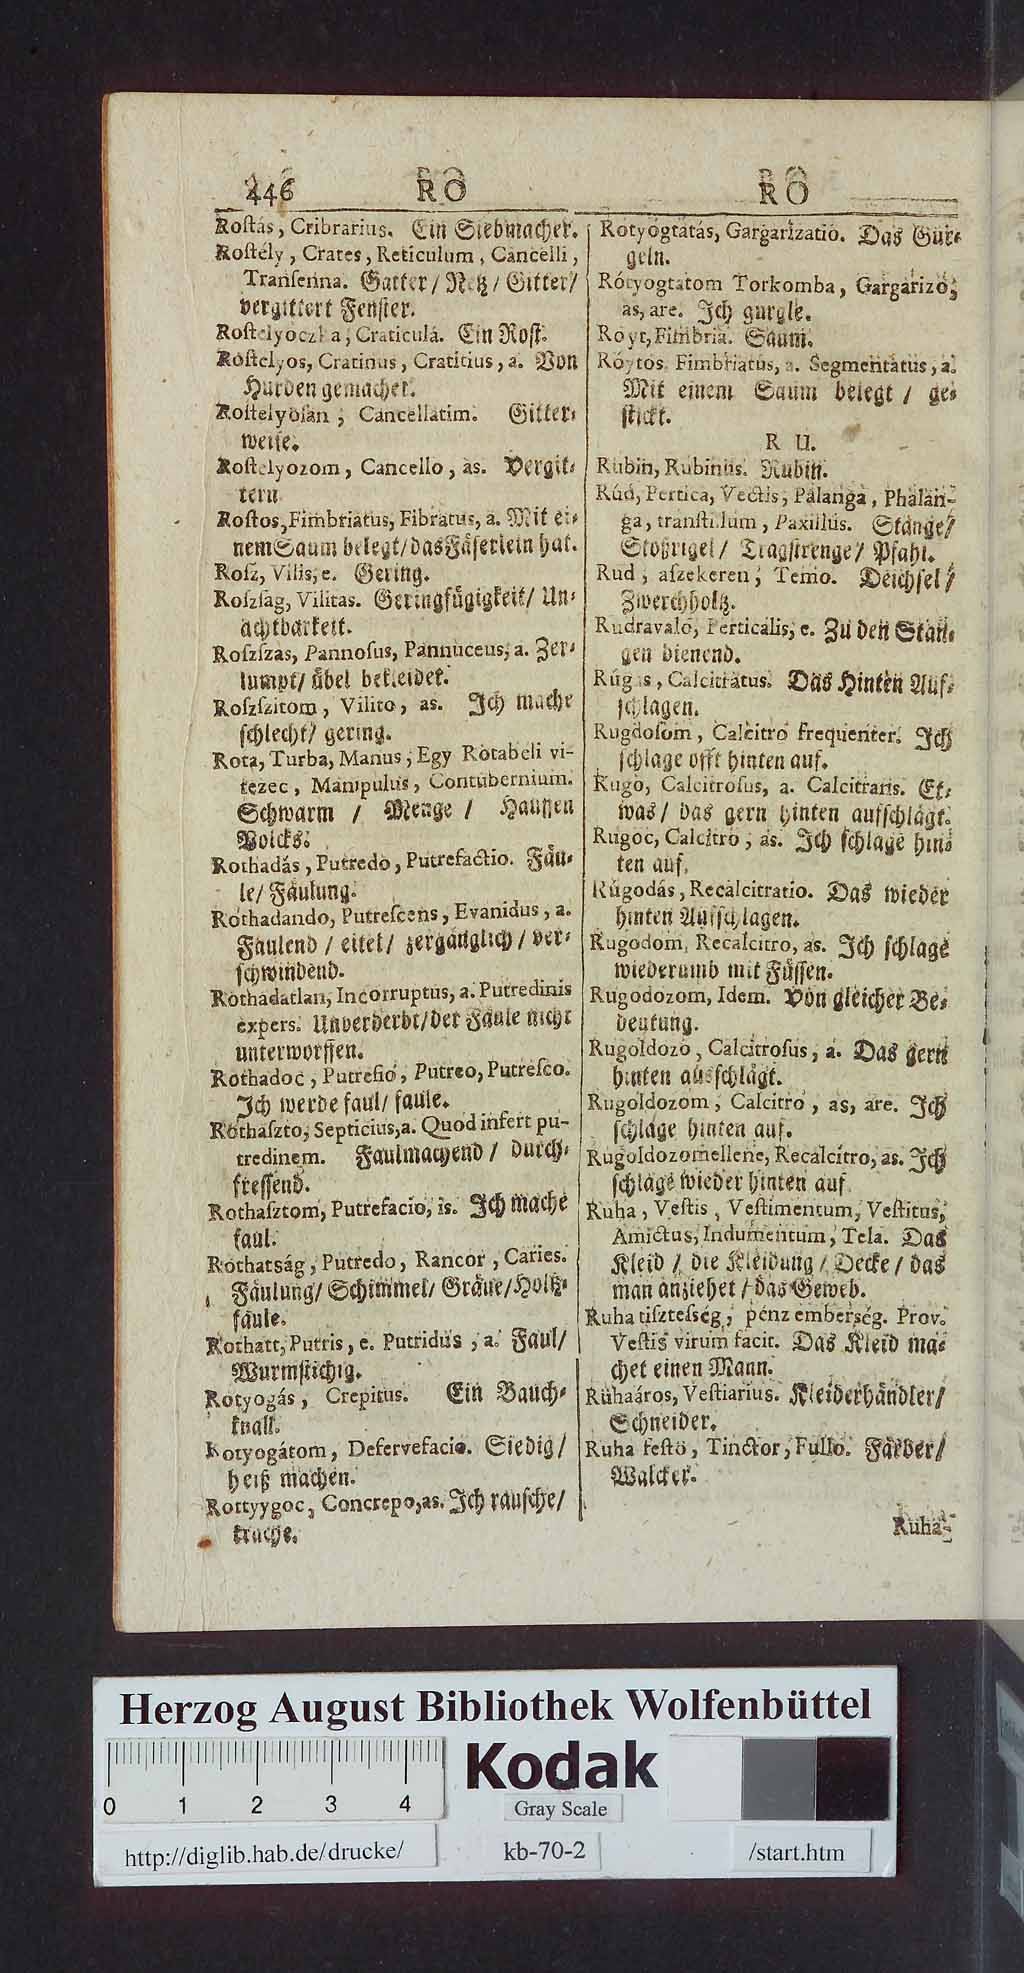 446 RO RO
Roſtás, Cribrarius. Ein Siebmacher.
Roſtély, Crates, Reticulum, Cancelli,
Tranſenna. Gatter/ Netz/ Gitter/
vergittert Fenſter.
Roſtelyoczka, Craticula. Ein Roſt.
Roſtelyos, Cratinus, Cratitius, a. Von
Hurden gemachet.
Roſtelyoſan, Cancellatim. Gitter-
weiſe.
Roſtelyozom, Cancello, as. Vergit-
tern
Roſtos, Fimbriatus, Fibratus, a. Mit ei-
nem Saum belegt/ das Fäſerlein hat.
Roſz, Vilis, e. Gering.
Roſzſag, Vilitas. Geringfügigkeit/ Un-
achtbarkeit.
Roſzſzas, Pannoſus, Pannuceus, a. Zer-
lumpt/ übel bekleidet.
Roſzſzitom, Vilito, as. Ich mache
ſchlecht/ gering.
Rota, Turba, Manus, Egy Rotabeli vi-
tezec, Manipulus, Contubernium.
Schwarm / Menge / Hauffen
Volcks.
Rothadás, Putredo, Putrefactio. Fäu-
le/ Fäulung.
Rothadando, Putreſcens, Evanidus, a.
Faulend / eitel/ zergänglich/ ver-
ſchwindend.
Rothadatlan, Incorruptus, a. Putredinis
expers. Unverderbt/ der Fäule nicht
unterworffen.
Rothadoc, Putrefio, Putreo, Putreſco.
Ich werde faul/ faule.
Rothaſzto, Septicius, a. Quod infert pu-
tredinem. Faulmachend / durch-
freſſend.
Rothaſztom, Putrefacio, is. Ich mache
faul.
Rothatság, Putredo, Rancor, Caries.
Fäulung/ Schimmel/ Gräue/ Holtz-
fäule.
Rothatt, Putris, e. Putridus, a. Faul/
Wurmſtichig.
Rotyogás, Crepitus. Ein Bauch-
knall.
Rotyogátom, Defervefacio. Siedig/
heiß machen.
Rottyygoc, Concrepo, as. Ich rauſche/
krache.
Rotyogtatás, Gargarizatio. Das Gur-
geln.
Rótyogtatom Torkomba, Gargarizo,
as, are. Ich gurgle.
Royt, Fimbria. Saum.
Róytos, Fimbriatus, a. Segmentatus, a.
Mit einem Saum belegt / ge-
ſtickt.
R U.
Rubin, Rubinus. Rubin.
Rúd, Pertica, Vectis, Palanga, Phalan-
ga, tranſtillum, Paxillus. Stange/
Stoßrigel/ Tragſtrenge/ Pfahl.
Rud, aſzekeren, Temo. Deichſel/
Zwerchholtz.
Rudravaló, Perticalis, e. Zu den Stan-
gen dienend.
Rúgas, Calcitratus. Das Hinten Auf-
ſchlagen.
Rugdoſom, Calcitro frequenter. Ich
ſchlage offt hinten auf.
Rugo, Calcitroſus, a. Calcitrans. Et-
was/ das gern hinten aufſchlägt.
Rugoc, Calcitro, as. Ich ſchlage hin-
ten auf.
Rúgodás, Recalcitratio. Das wieder
hinten Aufſchlagen.
Rugodom, Recalcitro, as. Ich ſchlage
wiederumb mit Füſſen.
Rugodozom, Idem. Von gleicher Be-
deutung.
Rugoldozo, Calcitroſus, a. Das gern
hinten ausſchlägt.
Rugoldozom, Calcitro, as, are. Ich
ſchlage hinten auf.
Rugoldozomellene, Recalcitro, as. Ich
ſchlage wieder hinten auf.
Ruha, Veſtis, Veſtimentum, Veſtitus,
Amictus, Indumentum, Tela. Das
Kleid / die Kleidung / Decke / das
man anziehet / das Geweb.
Ruha tiſzteſség, pénz emberség. Prov.
Veſtis virum facit. Das Kleid ma-
chet einen Mann.
Ruhaáros, Veſtiarius. Kleiderhändler/
Schneider.
Ruha feſtö, Tinctor, Fullo. Färber/
Walcker.
Ruha-
Herzog August Bibliothek Wolfenbüttel
0 1 2 3 4
Kodak
Gray Scale
http://diglib.hab.de/drucke/ kb-70-2 /start.htm